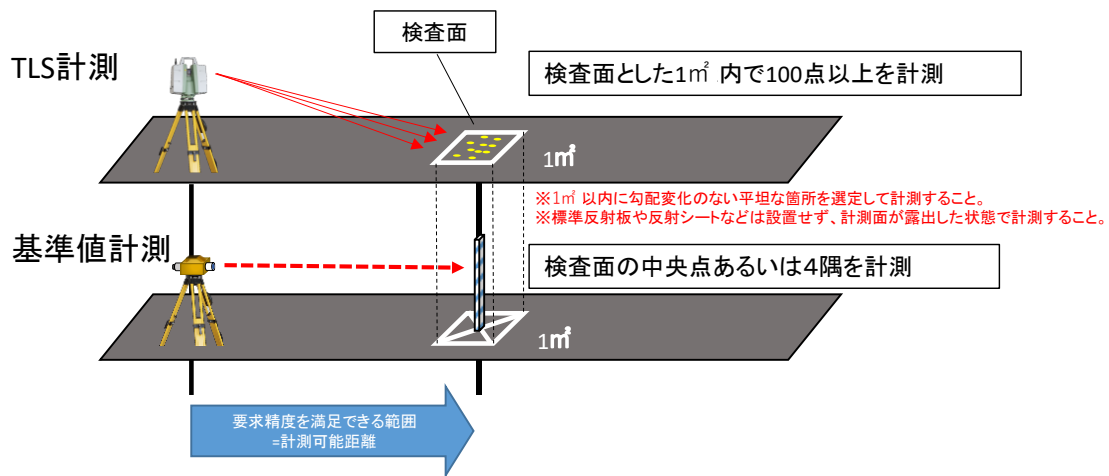 検査面
TLS計測
検査面とした1㎡ 内で100点以上を計測
1㎡
※1㎡ 以内に勾配変化のない平坦な箇所を選定して計測すること。
※標準反射板や反射シートなどは設置せず、計測面が露出した状態で計測すること。
基準値計測
検査面の中央点あるいは４隅を計測
1㎡
要求精度を満足できる範囲
=計測可能距離